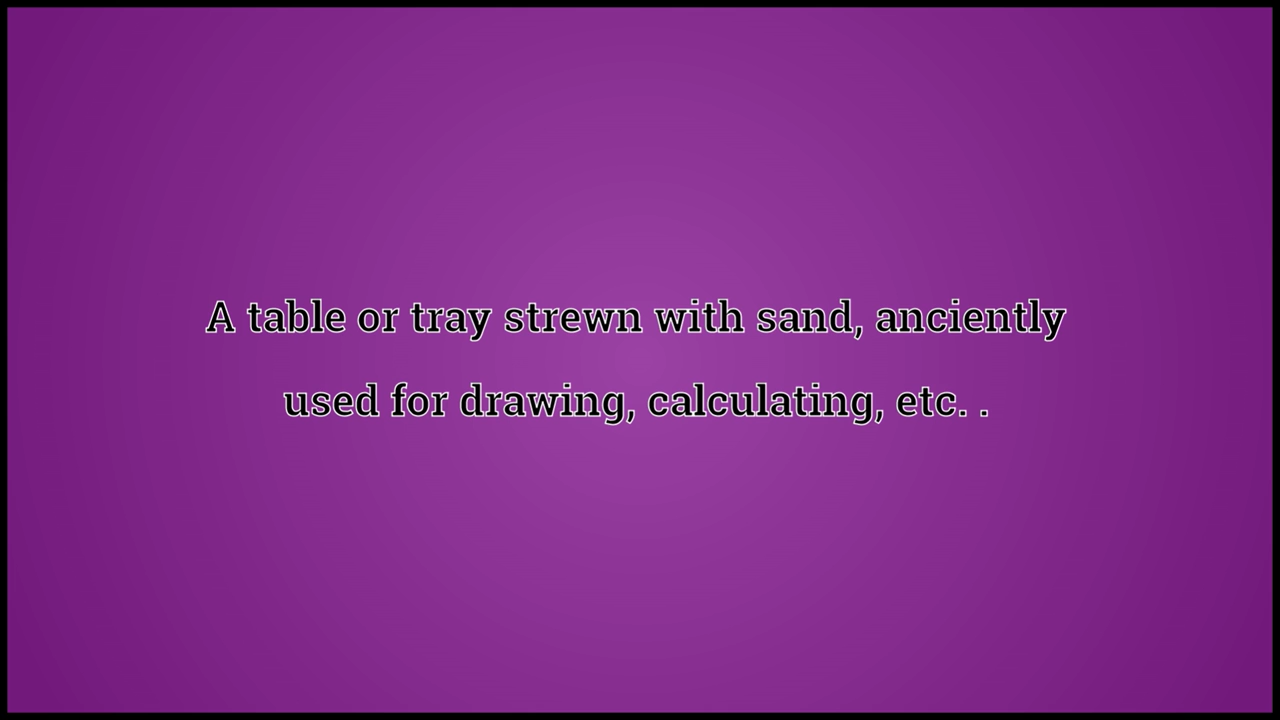 A table or tray strewn with sand, anciently
used for drawing, calculating, etc. .